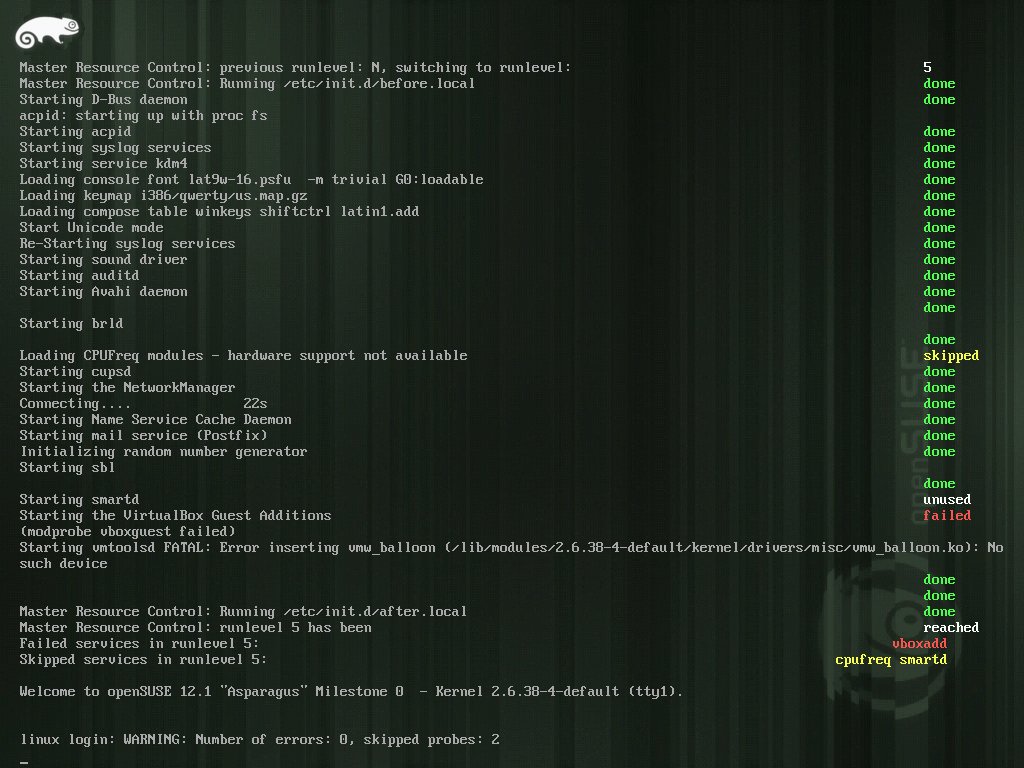 Master Resource Control: previous runlevel: N, switching to runlevel: 5
Master Resource Control: Running /etc/init.d/before.local done
Starting D-Bus daemon done
acpid: starting up with proc fs
Starting acpid done
Starting syslog services done
Starting service kdm4 done
Loading console font lat9w-16.psfu  -m trivial G0:loadable done
Loading keymap i386/qwerty/us.map.gz done
Loading compose table winkeys shiftctrl latin1.add done
Start Unicode mode done
Re-Starting syslog services done
Starting sound driver done
Starting auditd done
Starting Avahi daemon done
done
Starting brld
done
Loading CPUFreq modules - hardware support not available skipped
Starting cupsd done
Starting the NetworkManager done
Connecting.... 22s done
Starting Name Service Cache Daemon done
Starting mail service (Postfix) done
Initializing random number generator done
Starting sbl
done
Starting smartd unused
Starting the VirtualBox Guest Additions failed
(modprobe vboxguest failed)
Starting vmtoolsd FATAL: Error inserting vmw_balloon (/lib/modules/2.6.38-4-default/kernel/drivers/misc/vmw_balloon.ko): No
such device
done
done
Master Resource Control: Running /etc/init.d/after.local done
Master Resource Control: runlevel 5 has been reached
Failed services in runlevel 5: vboxadd
Skipped services in runlevel 5: cpufreq smartd
Welcome to openSUSE 12.1 "Asparagus" Milestone 0  - Kernel 2.6.38-4-default (tty1).
linux login: WARNING: Number of errors: 0, skipped probes: 2
_
openSUSE